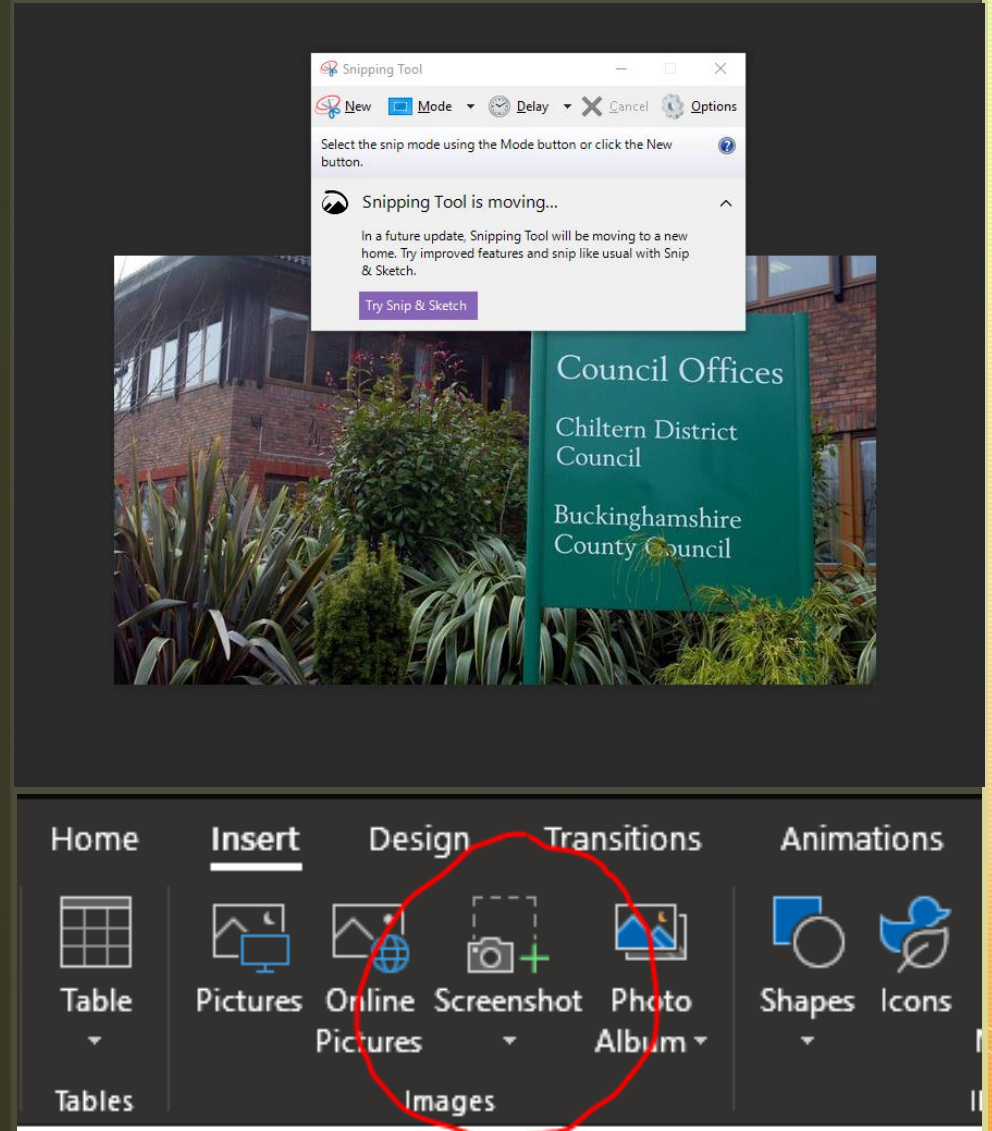 Snipping Tool
New Mode Delay Cancel Options
Select the snip mode using the Mode button or click the New
button.
Snipping Tool is moving...
In a future update, Snipping Tool will be moving to a new
home. Try improved features and snip like usual with Snip
& Sketch.
Try Snip & Sketch
Council Offices
Chiltern District
Council
Buckinghamshire
County Council
Home Insert Design Transitions Animations
Table Pictures Online Screenshot Photo Shapes Icons
Pictures Album
Tables Images